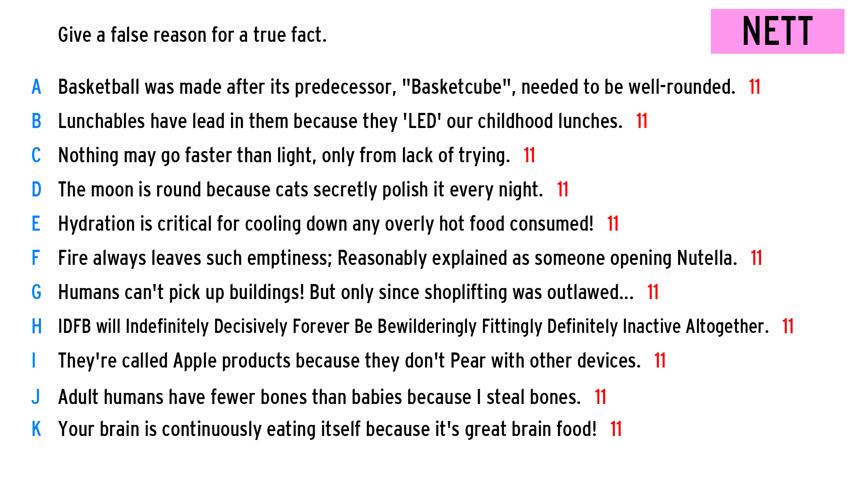 Give a false reason for a true fact.
NETT
A Basketball was made after its predecessor, "Basketcube", needed to be well-rounded. 11
B Lunchables have lead in them because they 'LED' our childhood lunches. 11
C Nothing may go faster than light, only from lack of trying. 11
D The moon is round because cats secretly polish it every night. 11
E Hydration is critical for cooling down any overly hot food consumed! 11
F Fire always leaves such emptiness; Reasonably explained as someone opening Nutella. 11
G Humans can't pick up buildings! But only since shoplifting was outlawed... 11
H IDFB will Indefinitely Decisively Forever Be Bewilderingly Fittingly Definitely Inactive Altogether. 11
I They're called Apple products because they don't Pear with other devices. 11
J Adult humans have fewer bones than babies because I steal bones. 11
K Your brain is continuously eating itself because it's great brain food! 11